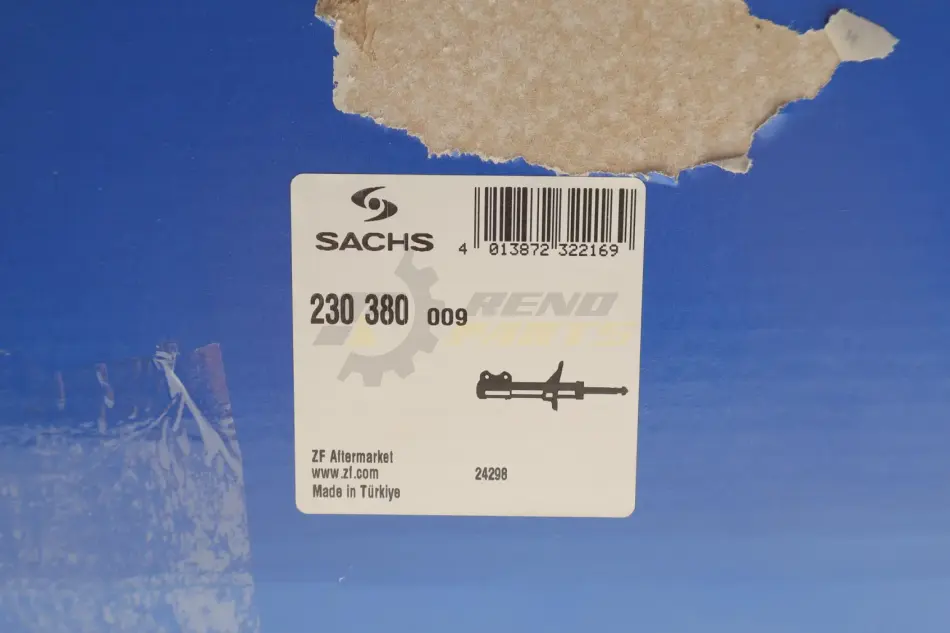 SACHS
4 013872 322169
230 380 009
RENO
PARTS
ZF Aftermarket
www.zf.com
Made in Türkiye
24298